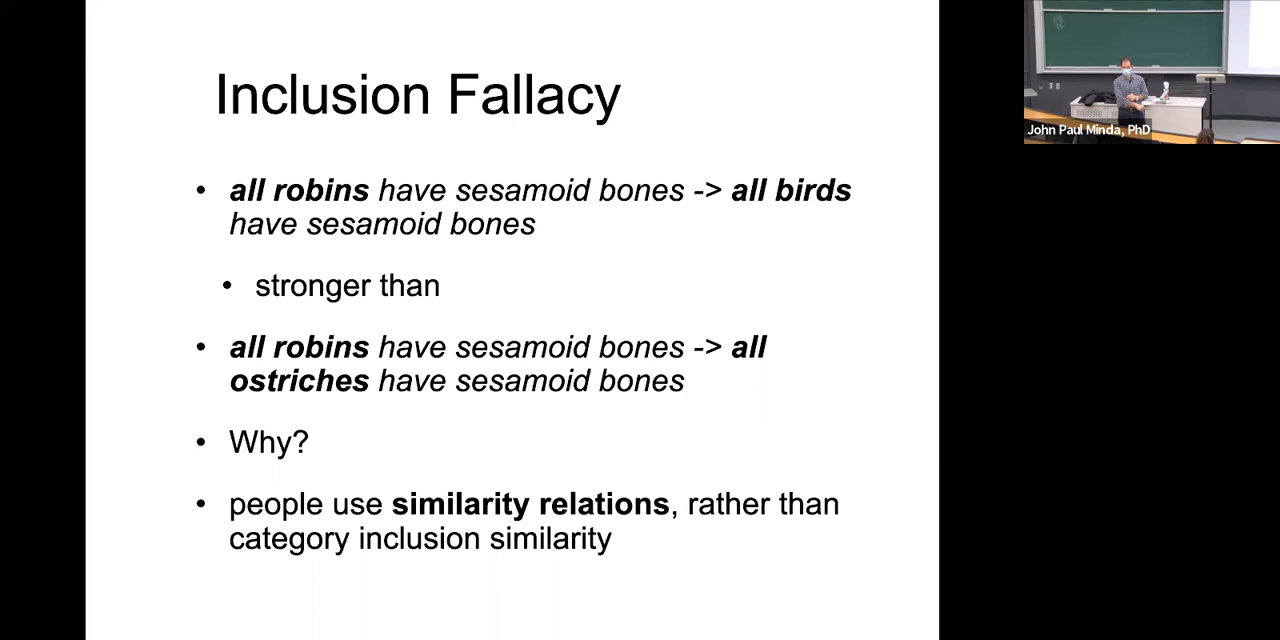 Inclusion Fallacy
• all robins have sesamoid bones -> all birds
have sesamoid bones
• stronger than
• all robins have sesamoid bones -> all
ostriches have sesamoid bones
• Why?
• people use similarity relations, rather than
category inclusion similarity
John Paul Minda, PhD